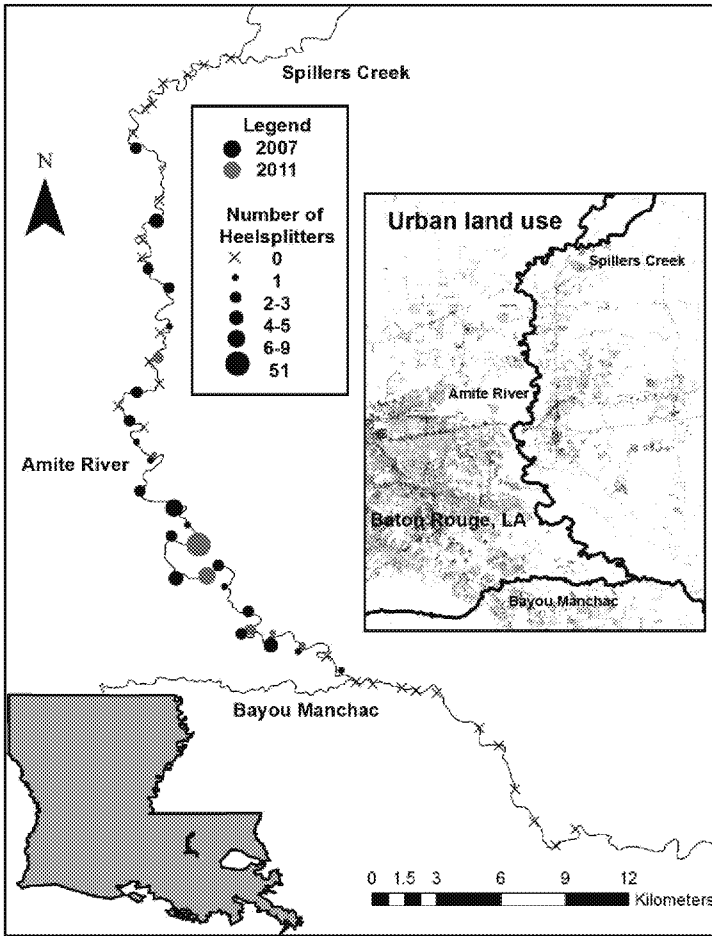 Spillers Creek
Legend
2007
2011
N
Number of
Heelsplitters
0
1
2-3
4-5
6-9
51
Urban land use
Spillers Creek
Amite River
Baton Rouge, LA
Bayou Manchac
Amite River
Bayou Manchac
0 1.5 3 6 9 12
Kilometers